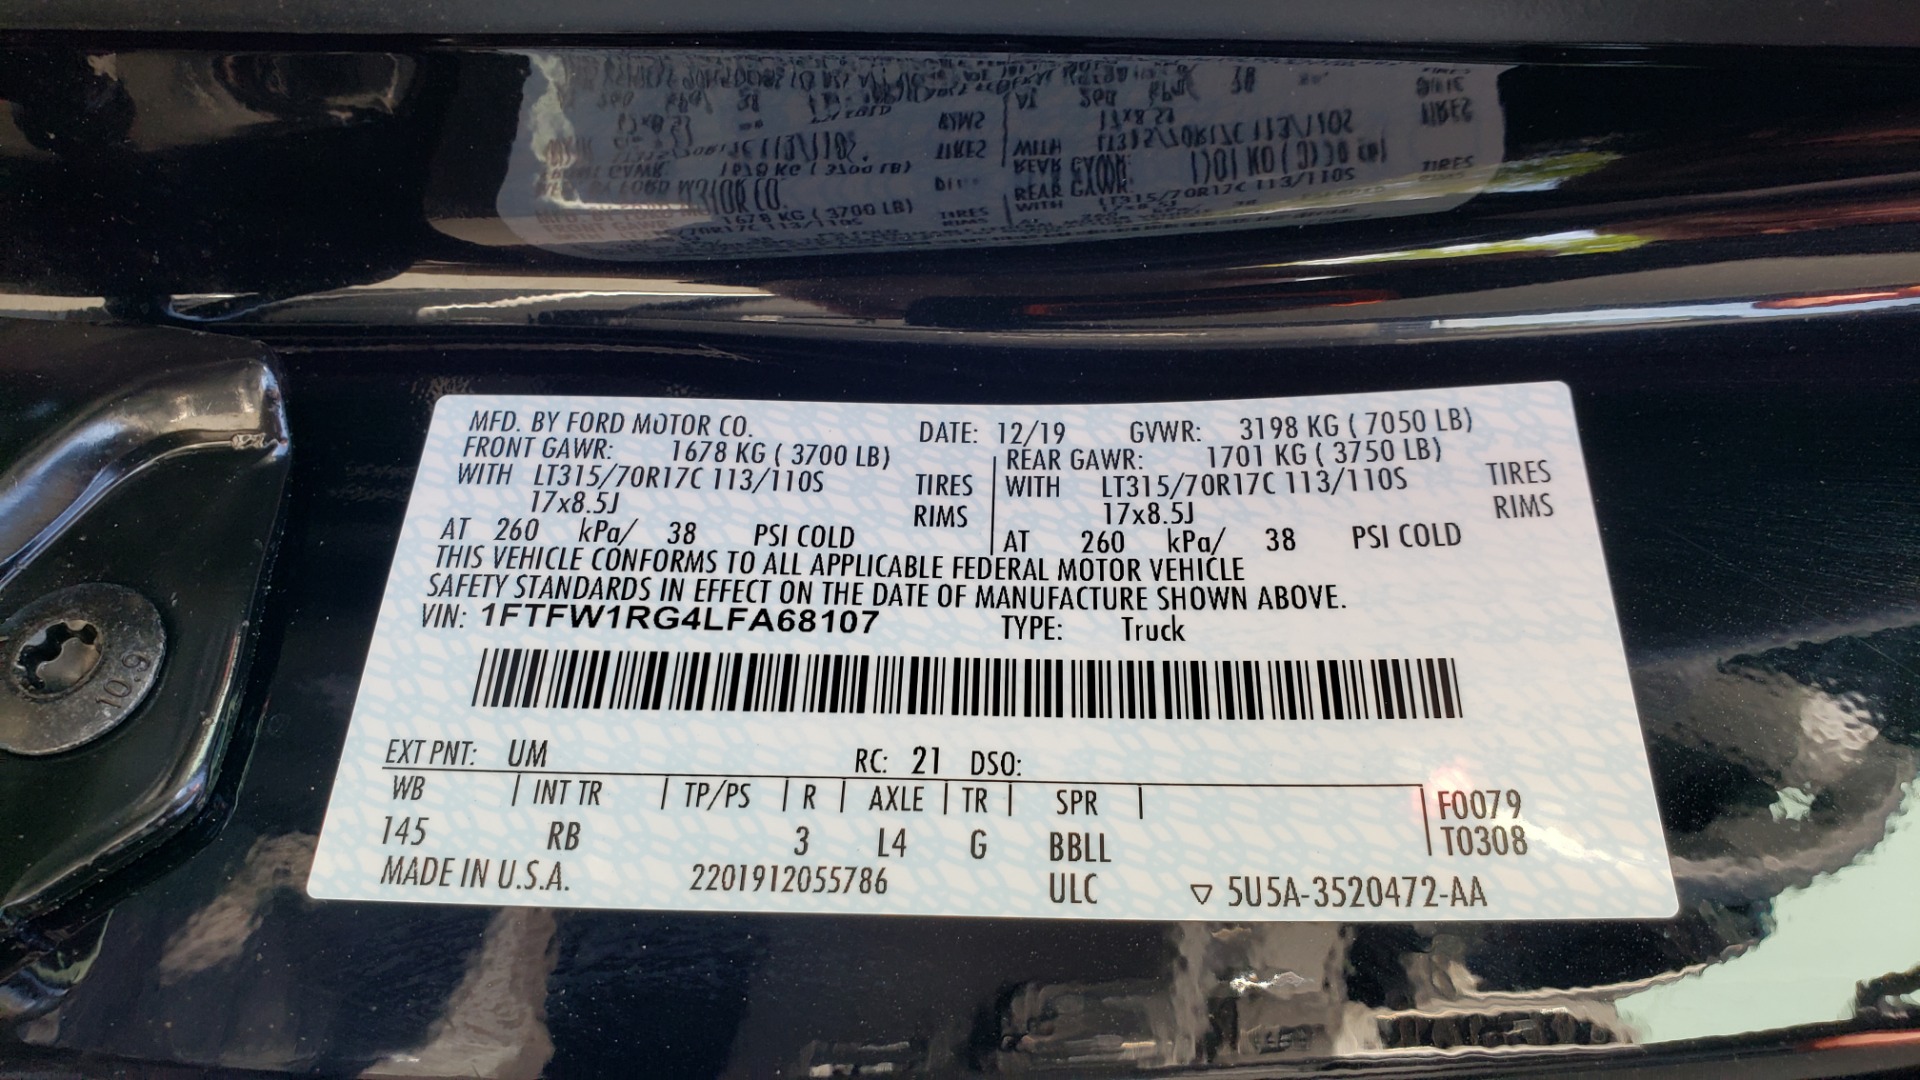 MFD. BY FORD MOTOR CO. DATE: 12/19 GVWR: 3198 KG ( 7050 LB)
FRONT GAWR: 1678 KG ( 3700 LB) REAR GAWR: 1701 KG ( 3750 LB)
WITH LT315/70R17C 113/110S TIRES WITH LT315/70R17C 113/110S TIRES
17x8.5J RIMS 17x8.5J RIMS
AT 260 kPa/ 38 PSI COLD AT 260 kPa/ 38 PSI COLD
THIS VEHICLE CONFORMS TO ALL APPLICABLE FEDERAL MOTOR VEHICLE
SAFETY STANDARDS IN EFFECT ON THE DATE OF MANUFACTURE SHOWN ABOVE.
VIN: 1FTFW1RG4LFA68107 TYPE: Truck
EXT PNT: UM RC: 21 DSO:
WB INT TR TP/PS R AXLE TR SPR F0079
145 RB 3 L4 G BBLL T0308
MADE IN U.S.A. 2201912055786 ULC ▽ 5U5A-3520472-AA
10.9